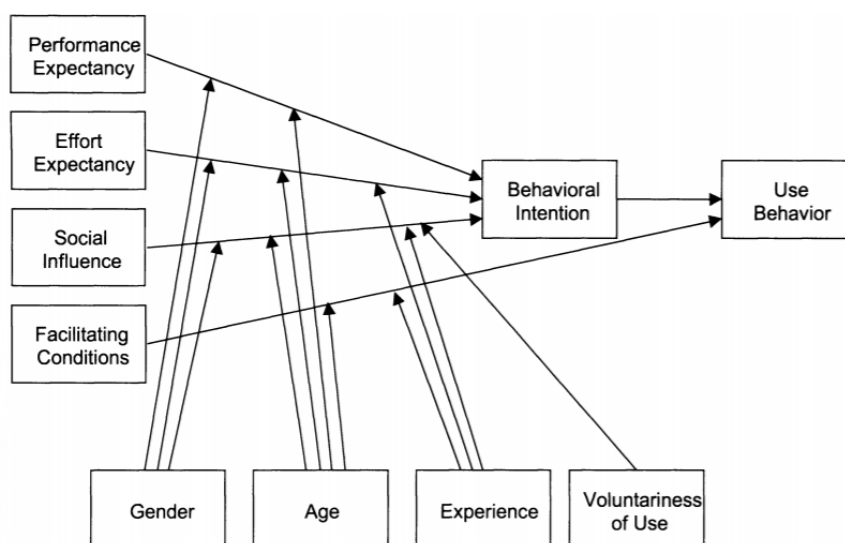 Performance
Expectancy
Effort
Expectancy
Social
Influence
Facilitating
Conditions
Behavioral
Intention
Use
Behavior
Gender
Age
Experience
Voluntariness
of Use